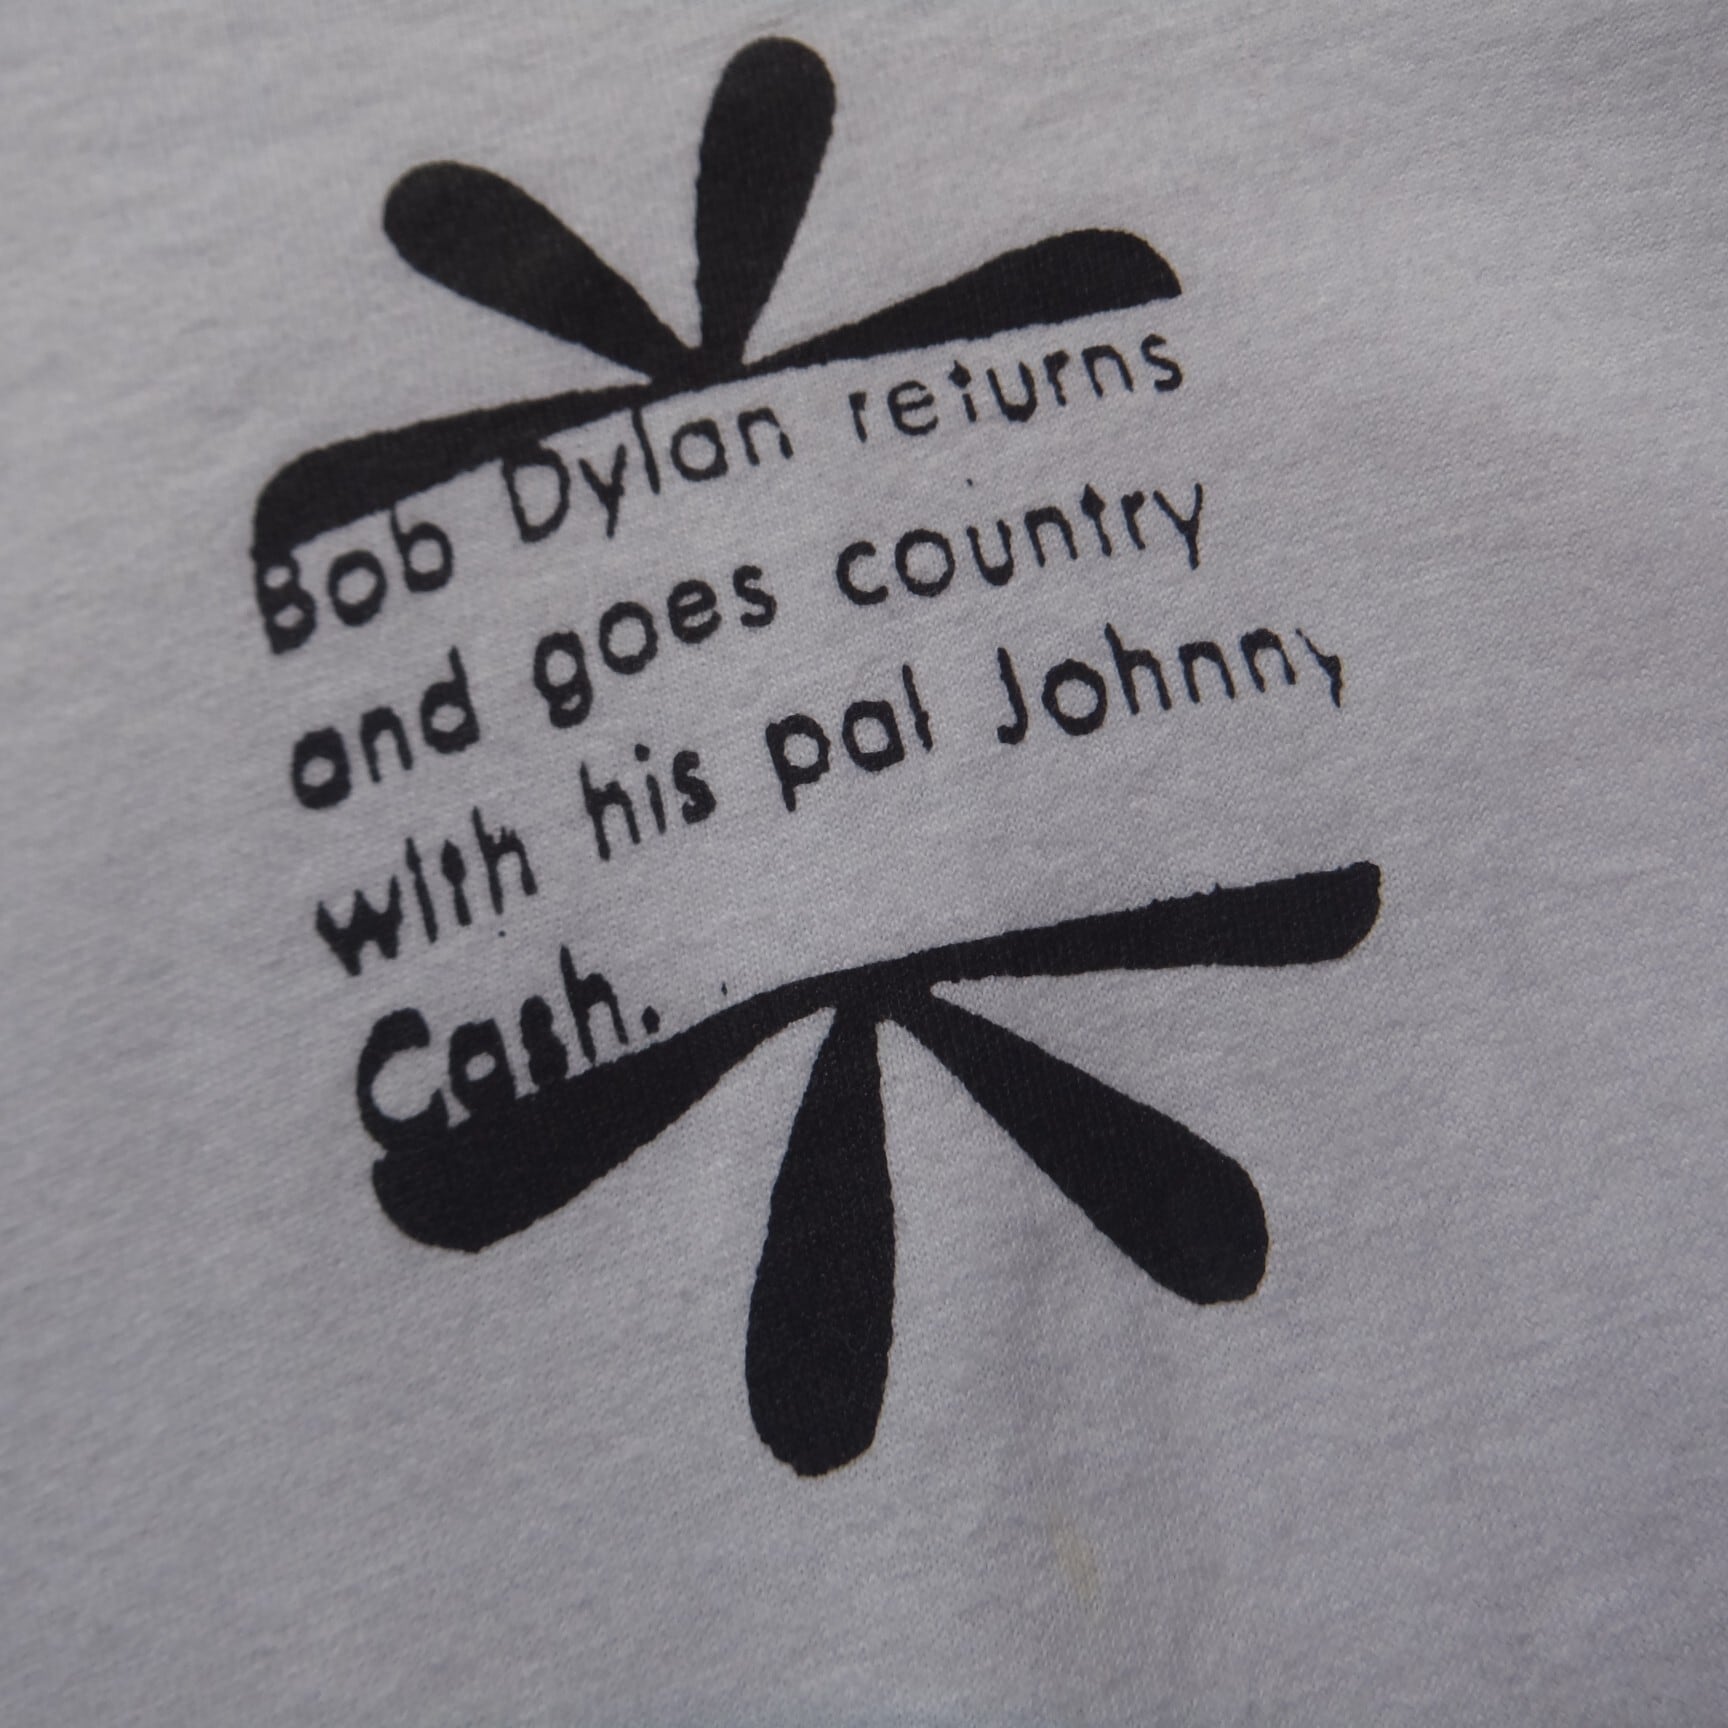 Bob Dylan returns
and goes country
with his pal Johnny
Cash.